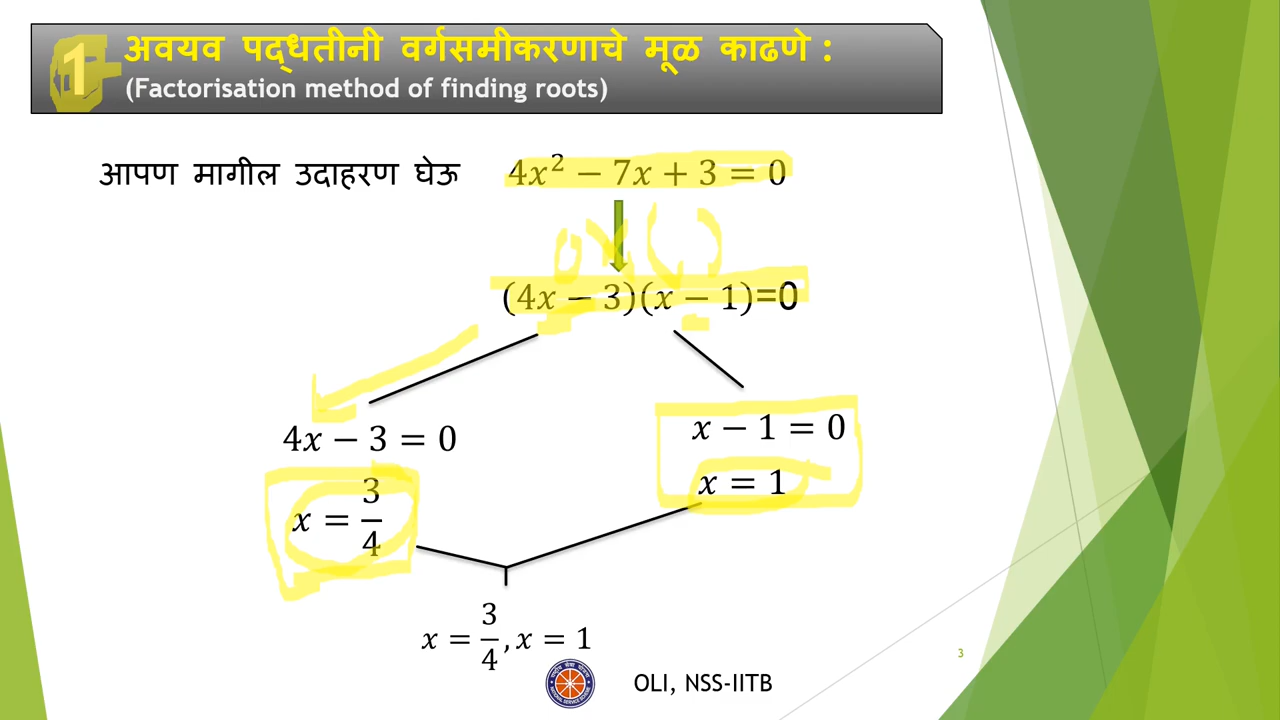 1
अवयव पद्धतीनी वर्गसमीकरणाचे मूळ काढणे :
(Factorisation method of finding roots)
आपण मागील उदाहरण घेऊ 4x² − 7x + 3 = 0
(4x − 3)(x − 1)=0
4x − 3 = 0
x − 1 = 0
x = 3/4
x = 1
x = 3/4, x = 1
3
OLI, NSS-IITB